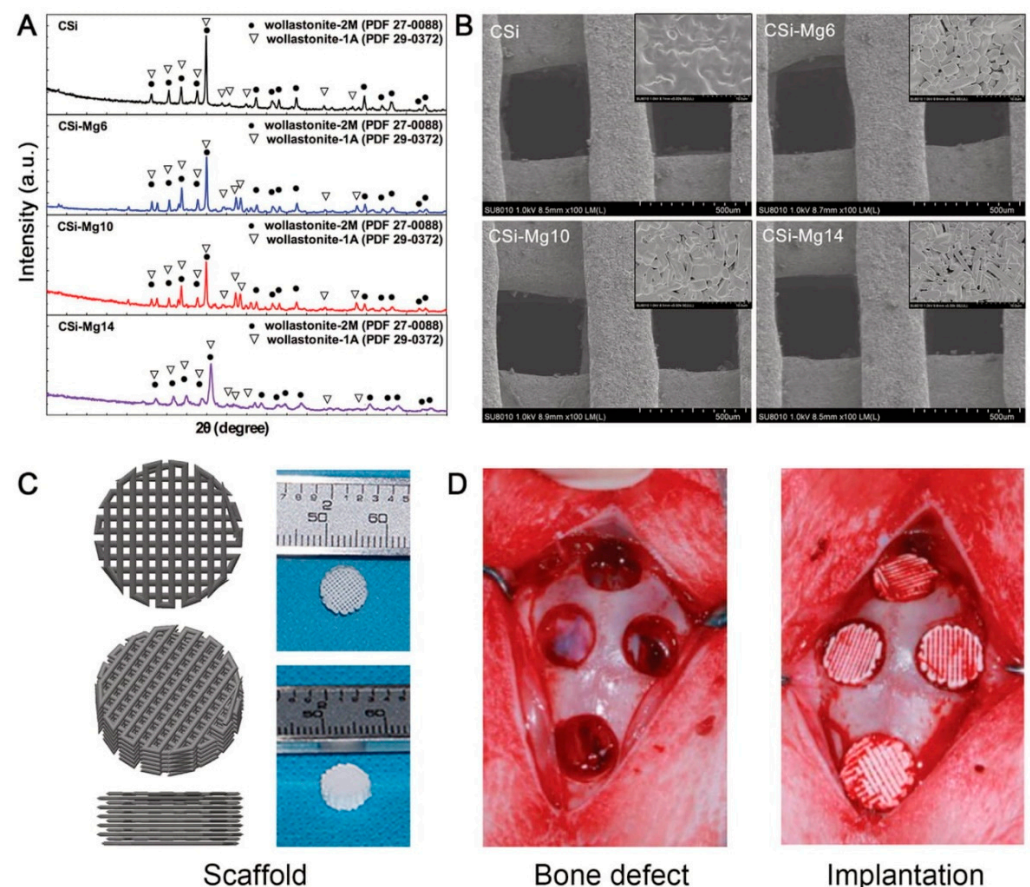 A
CSi
wollastonite-2M (PDF 27-0088)
wollastonite-1A (PDF 29-0372)
CSi-Mg6
wollastonite-2M (PDF 27-0088)
wollastonite-1A (PDF 29-0372)
CSi-Mg10
wollastonite-2M (PDF 27-0088)
wollastonite-1A (PDF 29-0372)
CSi-Mg14
wollastonite-2M (PDF 27-0088)
wollastonite-1A (PDF 29-0372)
Intensity (a.u.)
2θ (degree)
B
CSi
SU8010 1.0kV 8.5mm x100 LM(L) 500um
CSi-Mg6
SU8010 1.0kV 8.7mm x100 LM(L) 500um
CSi-Mg10
SU8010 1.0kV 8.9mm x100 LM(L) 500um
CSi-Mg14
SU8010 1.0kV 8.5mm x100 LM(L) 500um
C
50 2 60
50 60
Scaffold
D
Bone defect
Implantation